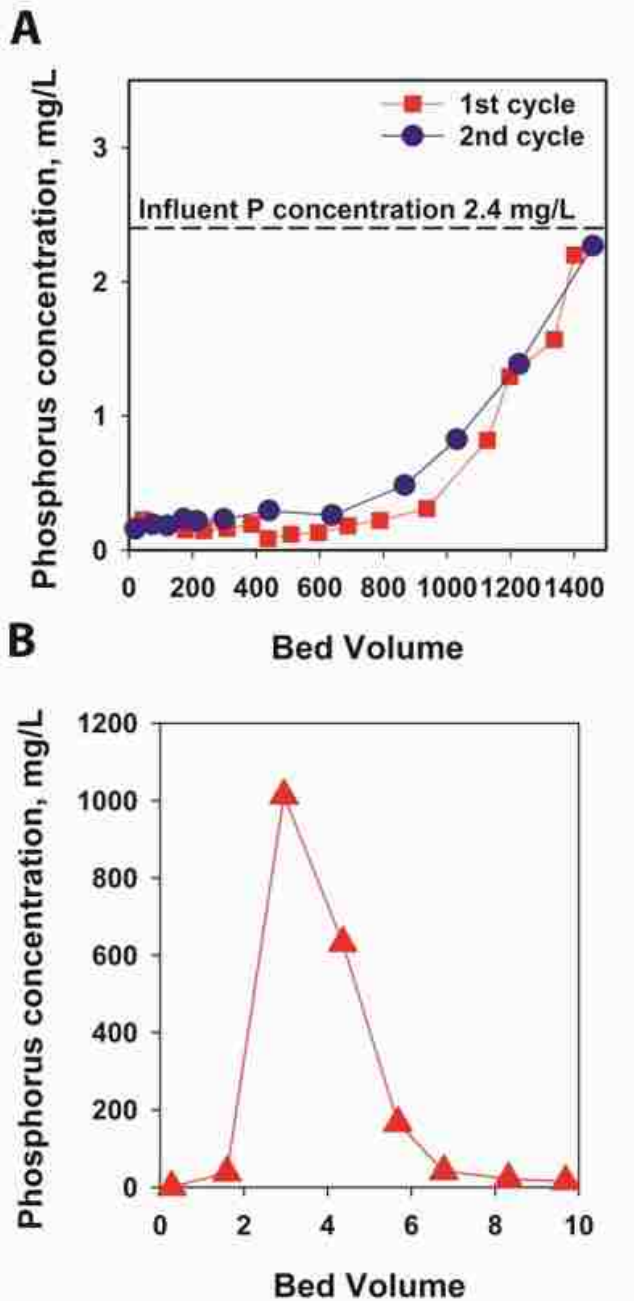 A
Phosphorus concentration, mg/L
1st cycle
2nd cycle
Influent P concentration 2.4 mg/L
3
2
1
0
0 200 400 600 800 1000 1200 1400
Bed Volume
B
Phosphorus concentration, mg/L
1200
1000
800
600
400
200
0
0 2 4 6 8 10
Bed Volume